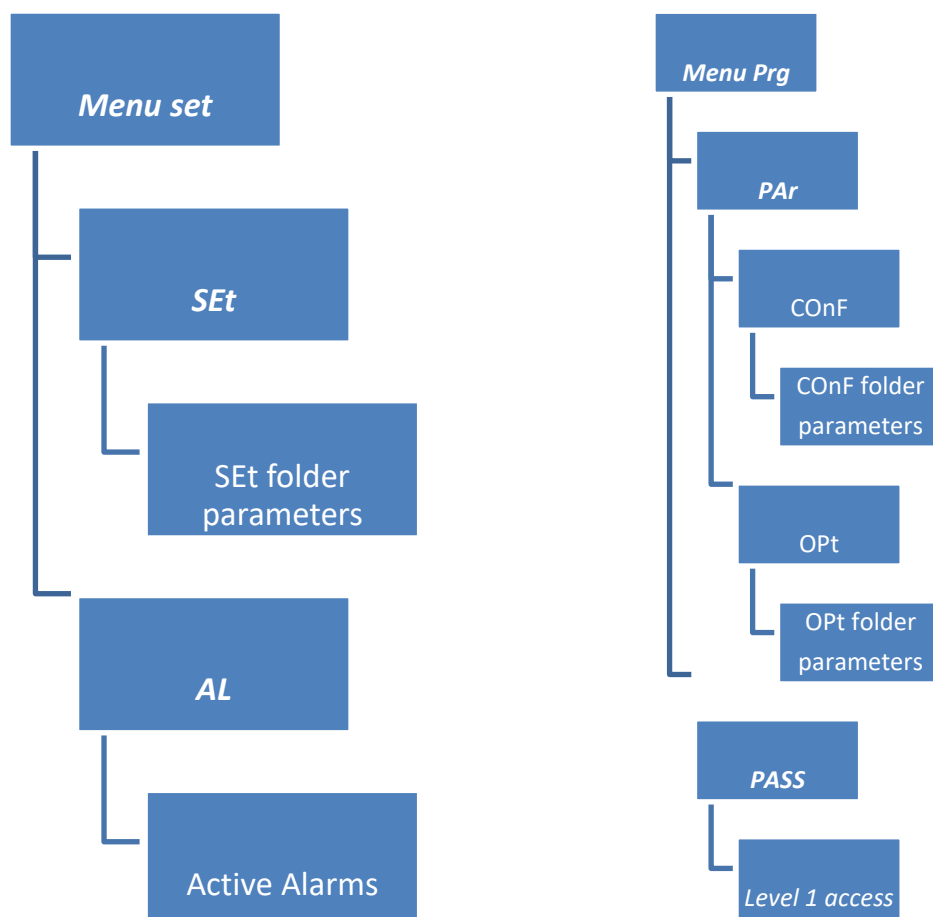 Menu set
SEt
SEt folder
parameters
AL
Active Alarms
Menu Prg
PAr
COnF
COnF folder
parameters
OPt
OPt folder
parameters
PASS
Level 1 access